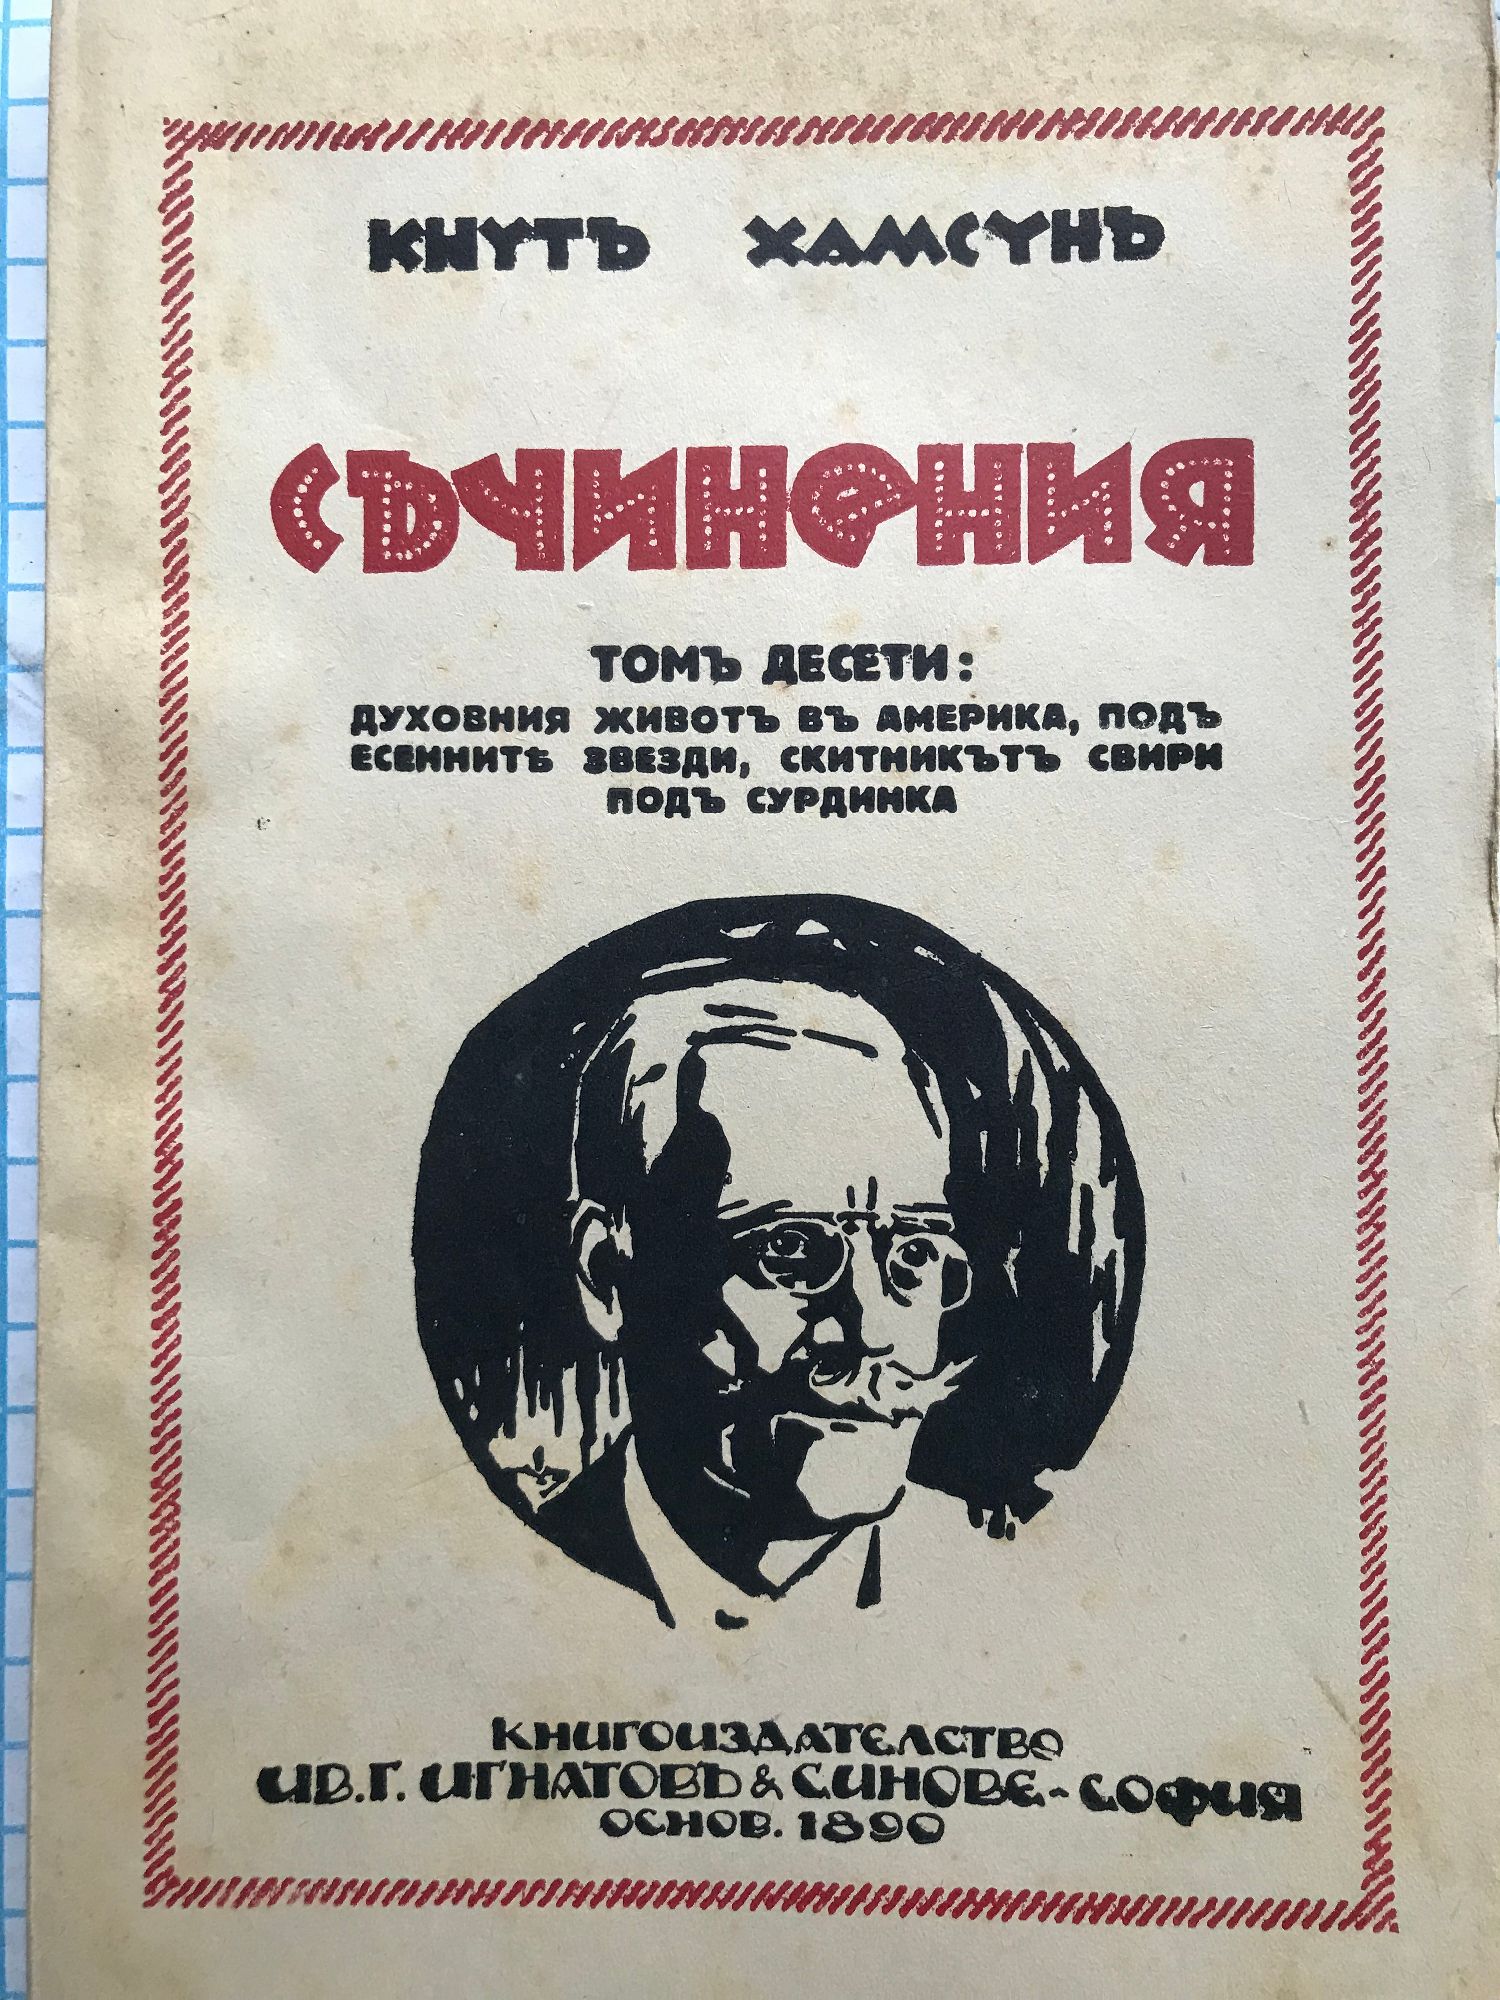 КНУТЪ ХАМСУНЪ
СЪЧИНЕНИЯ
ТОМЪ ДЕСЕТИ:
ДУХОВНИЯ ЖИВОТЪ ВЪ АМЕРИКА, ПОДЪ
ЕСЕННИТѢ ЗВЕЗДИ, СКИТНИКЪТЪ СВИРИ
ПОДЪ СУРДИНКА
КНИГОИЗДАТЕЛСТВО
ИВ. Г. ИГНАТОВЪ & СИНОВЕ - СОФИЯ
ОСНОВ. 1890